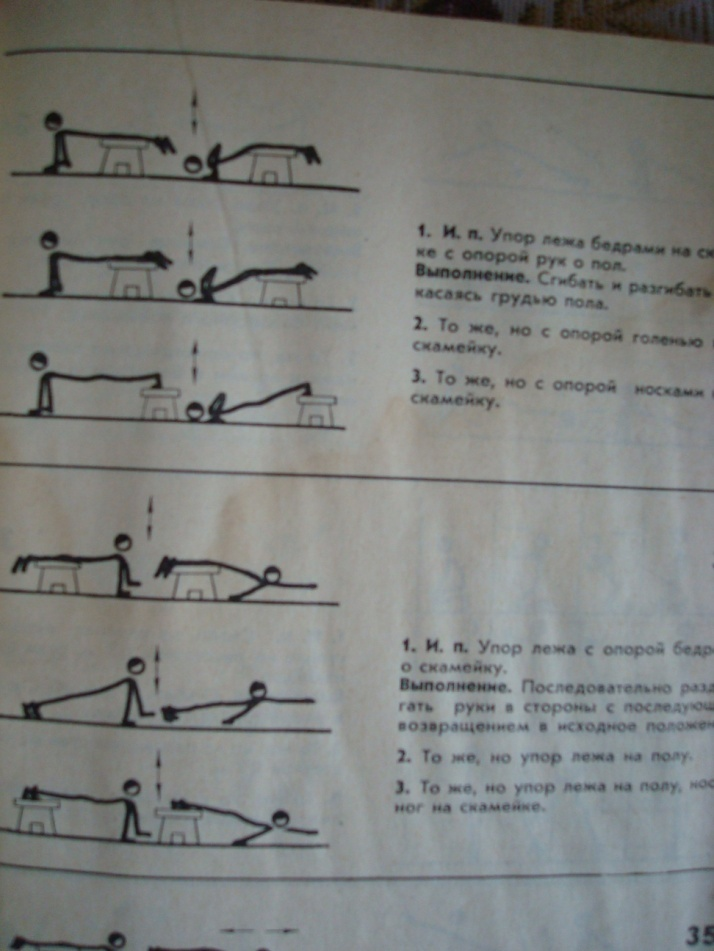 1. И. п. Упор лежа бедрами на ск
ке с опорой рук о пол.
Выполнение. Сгибать и разгибать
касаясь грудью пола.
2. То же, но с опорой голенью
скамейку.
3. То же, но с опорой носками
скамейку.
1. И. п. Упор лежа с опорой бедр
о скамейку.
Выполнение. Последовательно разд
гать руки в стороны с последующ
возвращением в исходное положен
2. То же, но упор лежа на полу.
3. То же, но упор лежа на полу, нос
ног на скамейке.
35